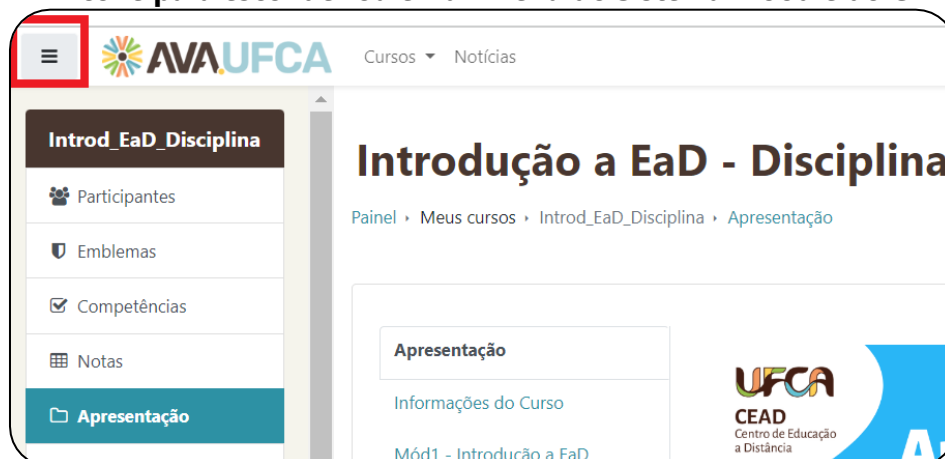 AVA.UFCA Cursos Notícias
Introd_EaD_Disciplina
Participantes
Emblemas
Competências
Notas
Apresentação
Introdução a EaD - Disciplina
Painel › Meus cursos › Introd_EaD_Disciplina › Apresentação
Apresentação
Informações do Curso
Mód1 - Introdução a EaD
UFCA
CEAD
Centro de Educação
a Distância